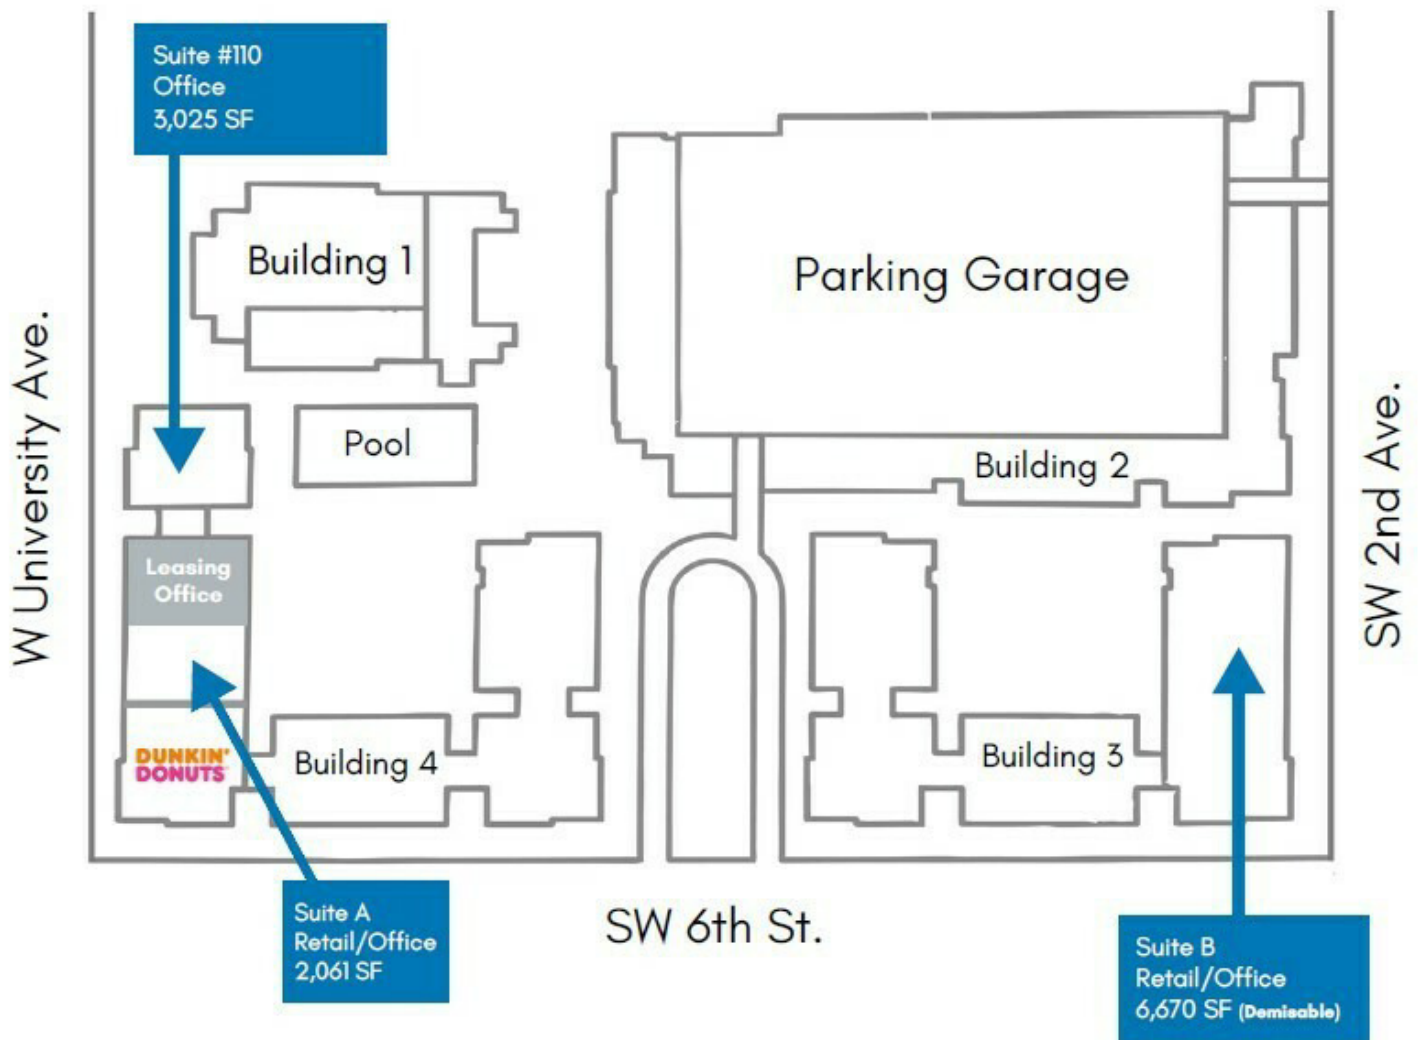 Suite #110
Office
3,025 SF
Building 1
Parking Garage
W University Ave.
Pool
Building 2
SW 2nd Ave.
Leasing
Office
DUNKIN'
DONUTS
Building 4
Building 3
SW 6th St.
Suite A
Retail/Office
2,061 SF
Suite B
Retail/Office
6,670 SF (Demisable)